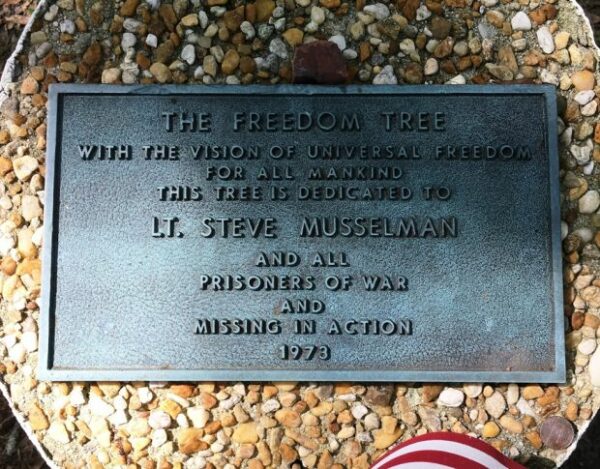 THE FREEDOM TREE
WITH THE VISION OF UNIVERSAL FREEDOM
FOR ALL MANKIND
THIS TREE IS DEDICATED TO
LT. STEVE MUSSELMAN
AND ALL
PRISONERS OF WAR
AND
MISSING IN ACTION
1973